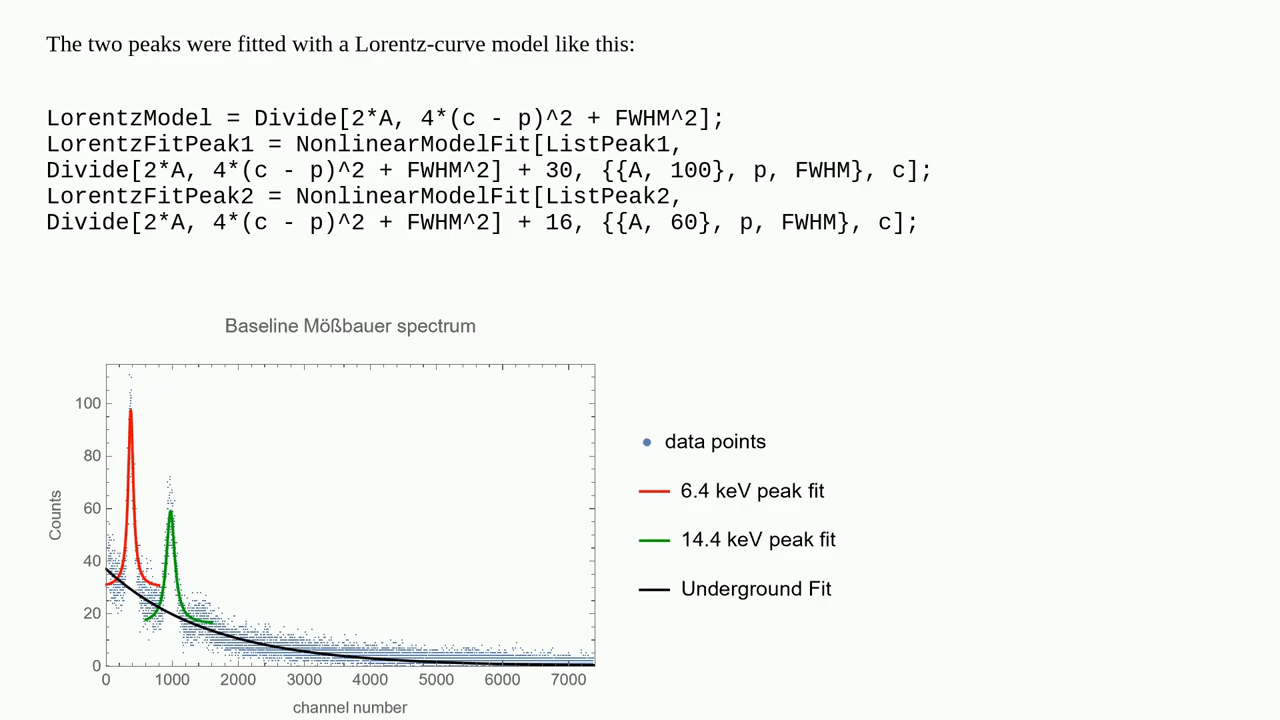 The two peaks were fitted with a Lorentz-curve model like this:
LorentzModel = Divide[2*A, 4*(c - p)^2 + FWHM^2];
LorentzFitPeak1 = NonlinearModelFit[ListPeak1,
Divide[2*A, 4*(c - p)^2 + FWHM^2] + 30, {{A, 100}, p, FWHM}, c];
LorentzFitPeak2 = NonlinearModelFit[ListPeak2,
Divide[2*A, 4*(c - p)^2 + FWHM^2] + 16, {{A, 60}, p, FWHM}, c];
Baseline Mößbauer spectrum
100
80
60
40
20
0
Counts
0 1000 2000 3000 4000 5000 6000 7000
channel number
data points
6.4 keV peak fit
14.4 keV peak fit
Underground Fit